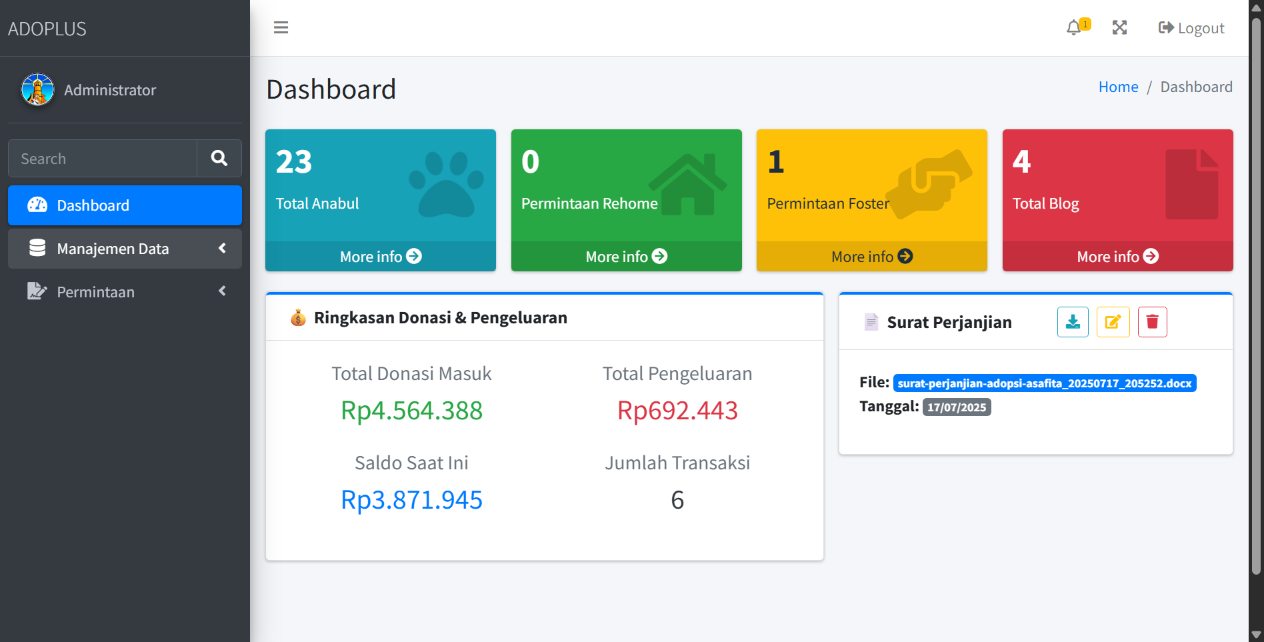 ADOPLUS
1
Logout
Administrator
Search
Dashboard
Manajemen Data
Permintaan
Dashboard
Home / Dashboard
23
Total Anabul
More info
0
Permintaan Rehome
More info
1
Permintaan Foster
More info
4
Total Blog
More info
Ringkasan Donasi & Pengeluaran
Total Donasi Masuk
Rp4.564.388
Total Pengeluaran
Rp692.443
Saldo Saat Ini
Rp3.871.945
Jumlah Transaksi
6
Surat Perjanjian
File: surat-perjanjian-adopsi-asafita_20250717_205252.docx
Tanggal: 17/07/2025